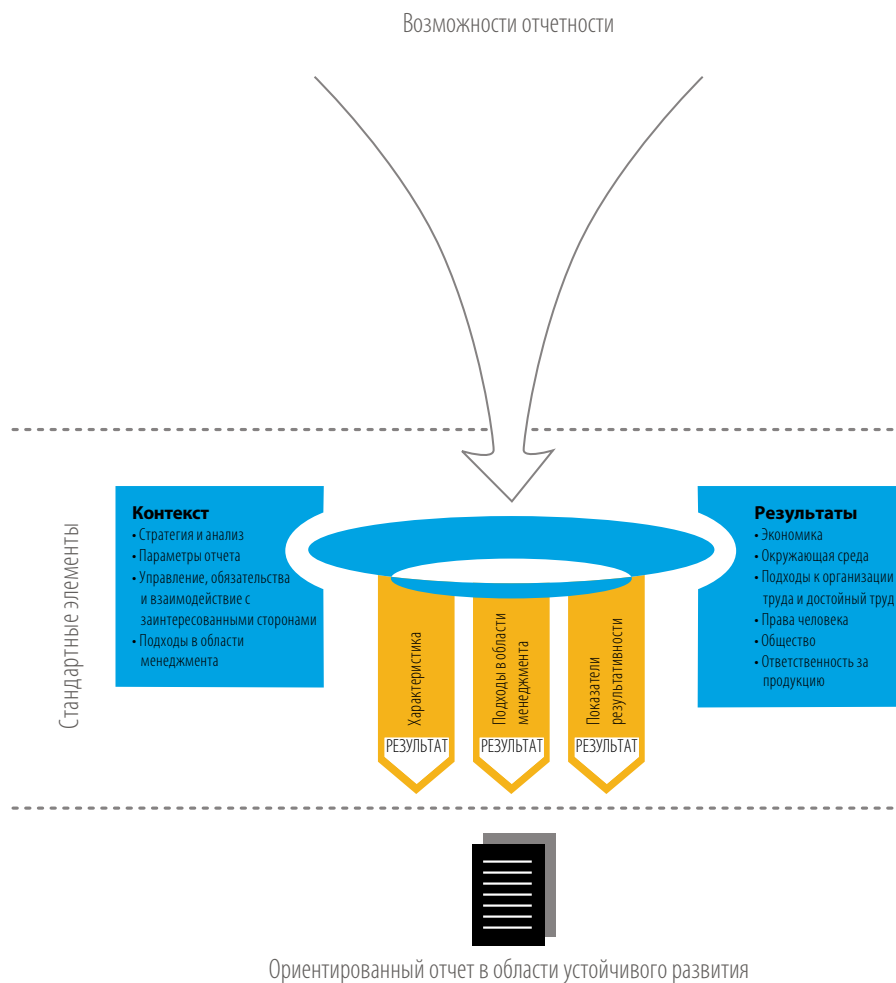 Возможности отчетности
Стандартные элементы
Контекст
• Стратегия и анализ
• Параметры отчета
• Управление, обязательства
и взаимодействие с
заинтересованными сторонами
• Подходы в области
менеджмента
Характеристика
РЕЗУЛЬТАТ
Подходы в области
менеджмента
РЕЗУЛЬТАТ
Показатели
результативности
РЕЗУЛЬТАТ
Результаты
• Экономика
• Окружающая среда
• Подходы к организации
труда и достойный труд
• Права человека
• Общество
• Ответственность за
продукцию
Ориентированный отчет в области устойчивого развития